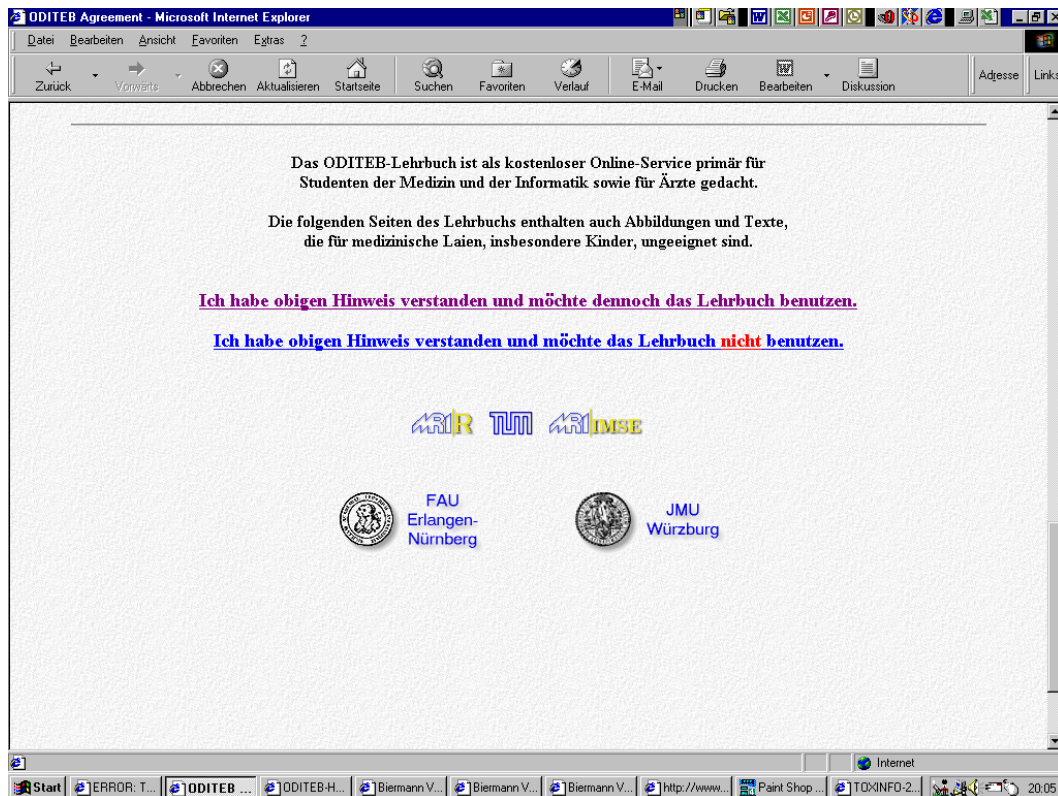 ODITEB Agreement - Microsoft Internet Explorer
Datei Bearbeiten Ansicht Favoriten Extras ?
Zurück Vorwärts Abbrechen Aktualisieren Startseite Suchen Favoriten Verlauf E-Mail Drucken Bearbeiten Diskussion Adresse Links
Das ODITEB-Lehrbuch ist als kostenloser Online-Service primär für
Studenten der Medizin und der Informatik sowie für Ärzte gedacht.
Die folgenden Seiten des Lehrbuchs enthalten auch Abbildungen und Texte,
die für medizinische Laien, insbesondere Kinder, ungeeignet sind.
Ich habe obigen Hinweis verstanden und möchte dennoch das Lehrbuch benutzen.
Ich habe obigen Hinweis verstanden und möchte das Lehrbuch nicht benutzen.
MRI R TUM MRI IMSE
FAU
Erlangen-
Nürnberg
JMU
Würzburg
Internet
Start ERROR: T... ODITEB ... ODITEB-H... Biermann V... Biermann V... Biermann V... http://www... Paint Shop ... TOXINFO-2... 20:05